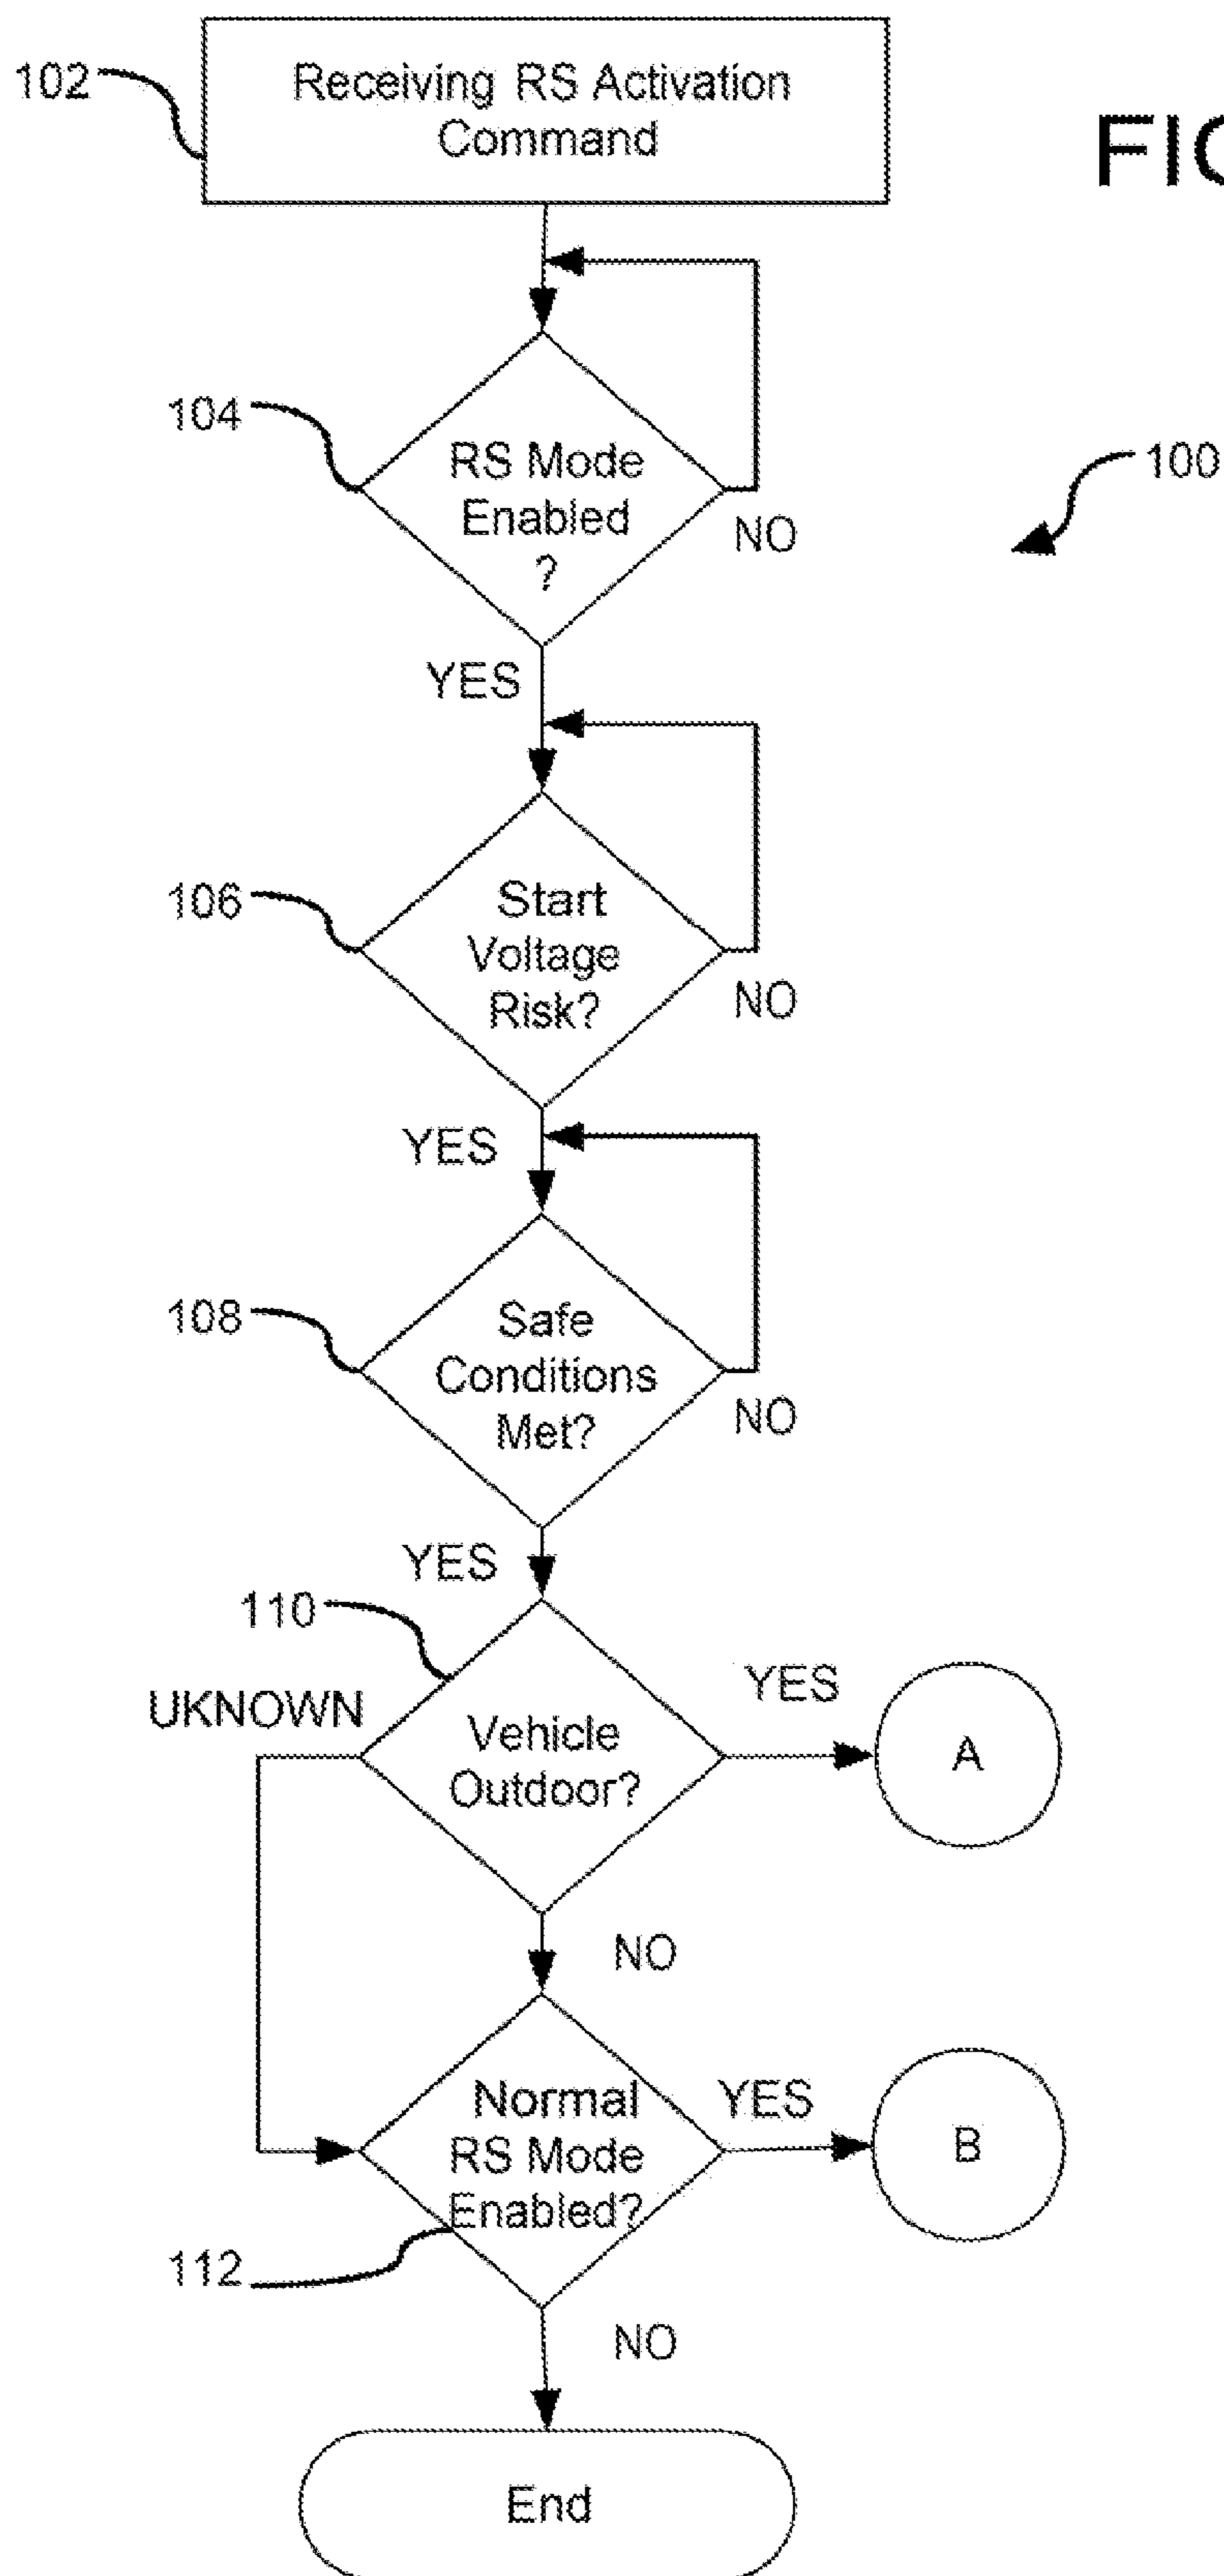 102
Receiving RS Activation
Command
FIG
104
RS Mode
Enabled
?
NO
100
YES
106
Start
Voltage
Risk?
NO
YES
108
Safe
Conditions
Met?
NO
YES
110
UKNOWN
Vehicle
Outdoor?
YES
A
NO
Normal
RS Mode
Enabled?
YES
B
112
NO
End